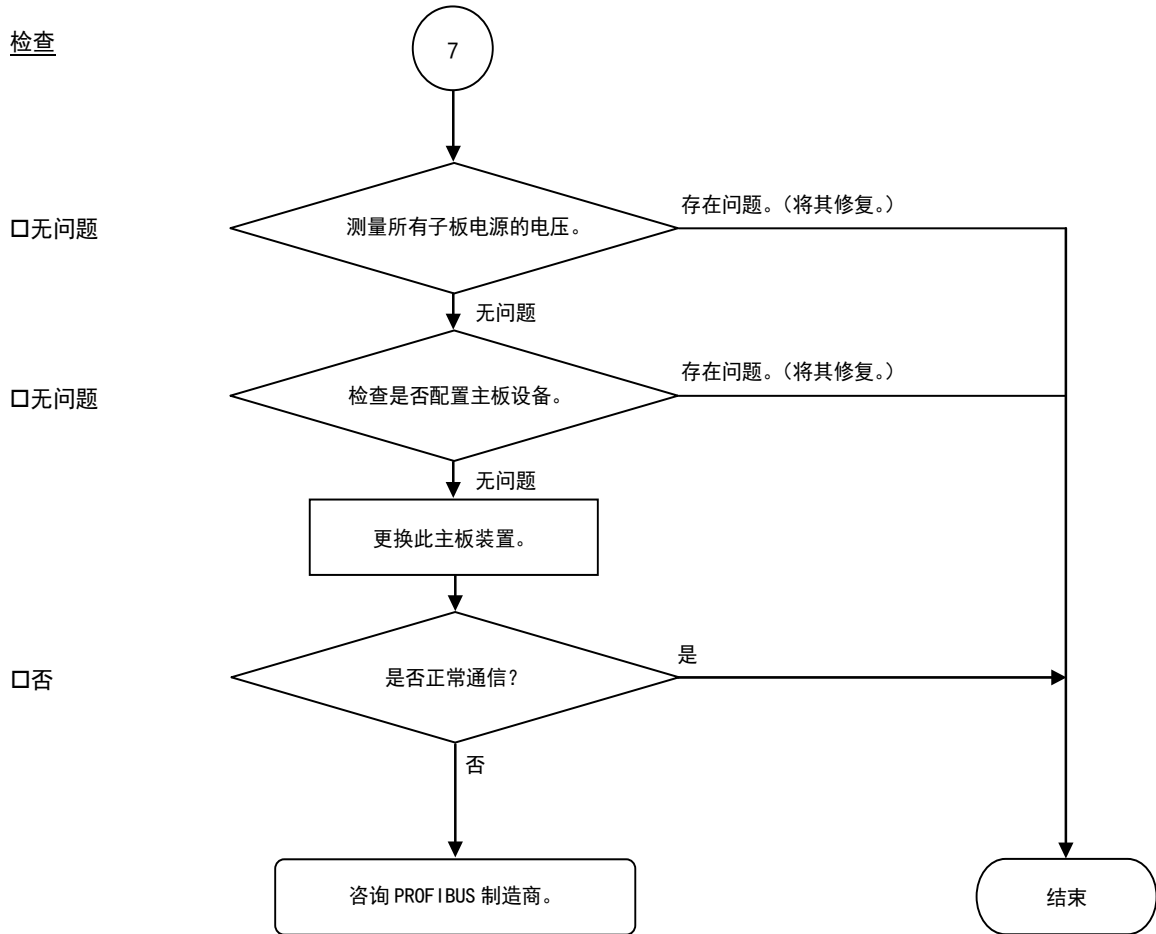 检查
7
□无问题
测量所有子板电源的电压。
存在问题。(将其修复。)
无问题
□无问题
检查是否配置主板设备。
存在问题。(将其修复。)
无问题
更换此主板装置。
□否
是否正常通信?
是
否
咨询 PROFIBUS 制造商。
结束